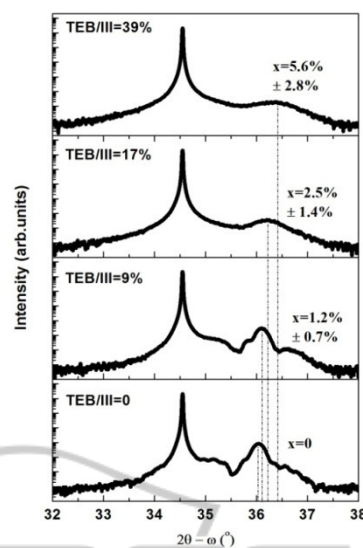 TEB/III=39%
x=5.6%
± 2.8%
TEB/III=17%
x=2.5%
± 1.4%
TEB/III=9%
x=1.2%
± 0.7%
TEB/III=0
x=0
Intensity (arb.units)
32 33 34 35 36 37 38
2θ – ω (°)